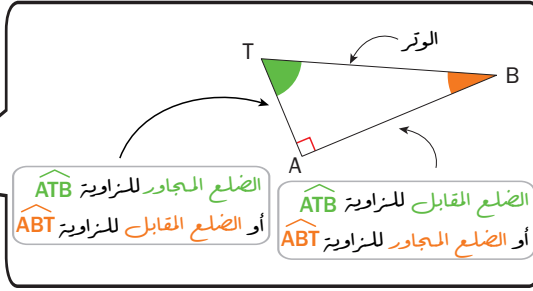 الوتر
T
B
A
الضلع المقابل للزاوية ATB
أو الضلع المجاور للزاوية ABT
الضلع المجاور للزاوية ATB
أو الضلع المقابل للزاوية ABT